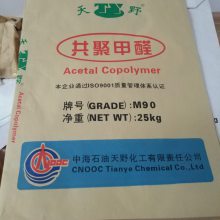 天 TY 野
共聚甲醛
Acetal Copolymer
本企业通过ISO9001质量管理体系认证
牌号(GRADE):M90
净重(NET WT):25kg
CNOOC
中海石油天野化工有限责任公司
CNOOC Tianye Chemical CO.,LTD.